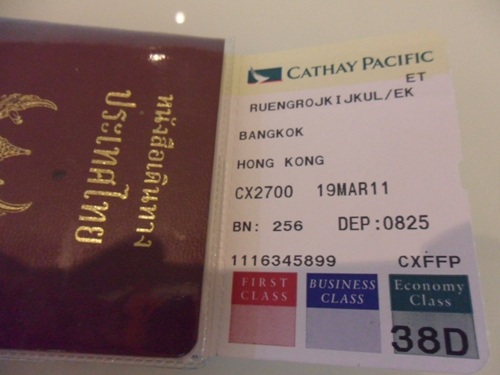 หนังสือเดินทาง
ประเทศไทย
CATHAY PACIFIC
ET
RUENGROJKIJKUL/EK
BANGKOK
HONG KONG
CX2700 19MAR11
BN: 256 DEP:0825
1116345899 CXFFP
FIRST CLASS
BUSINESS CLASS
Economy Class
38D